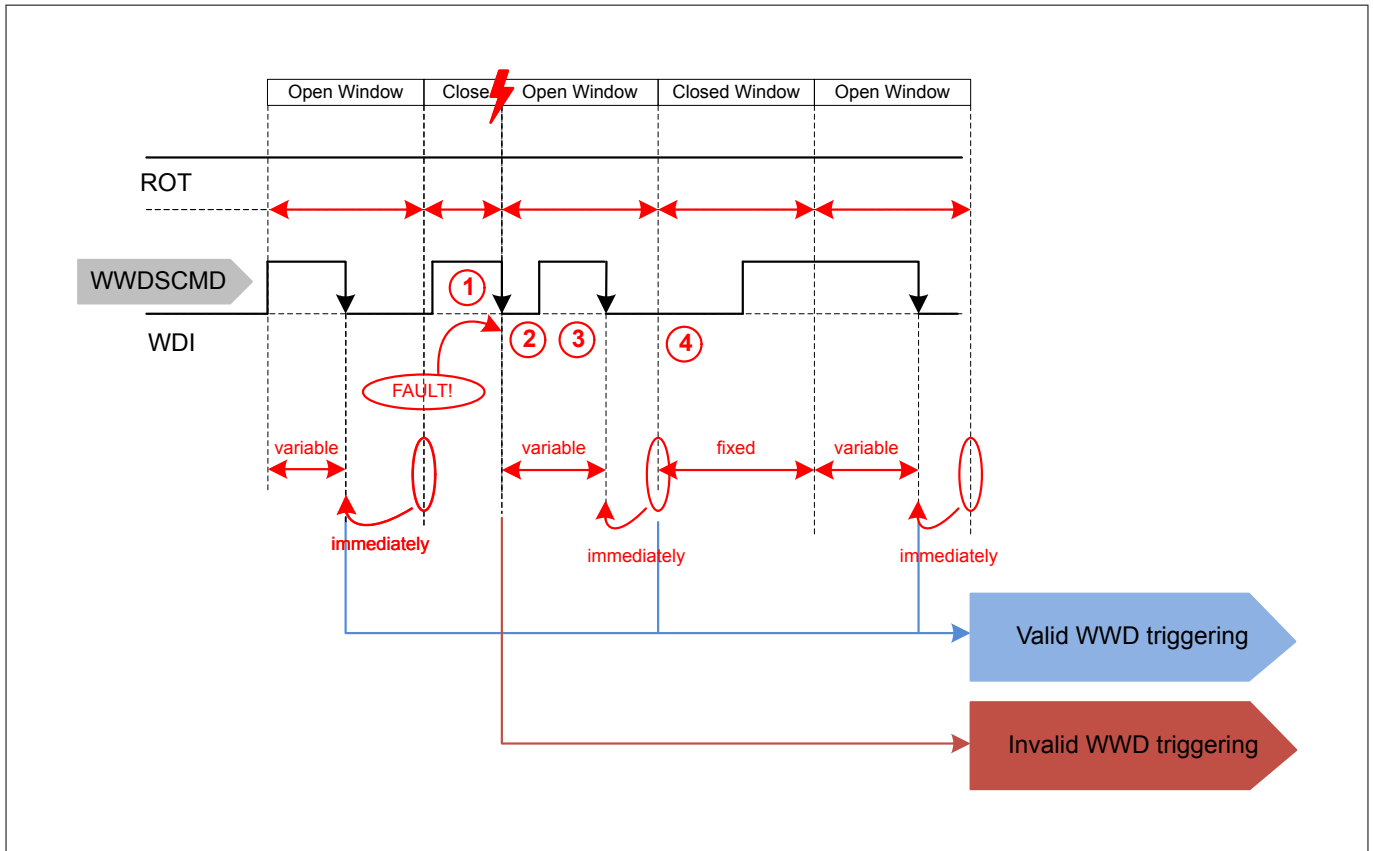 Open Window Close Open Window Closed Window Open Window
ROT
WWDSCMD
1
WDI
2 3 4
FAULT!
variable variable fixed variable
immediately
immediately immediately
Valid WWD triggering
Invalid WWD triggering